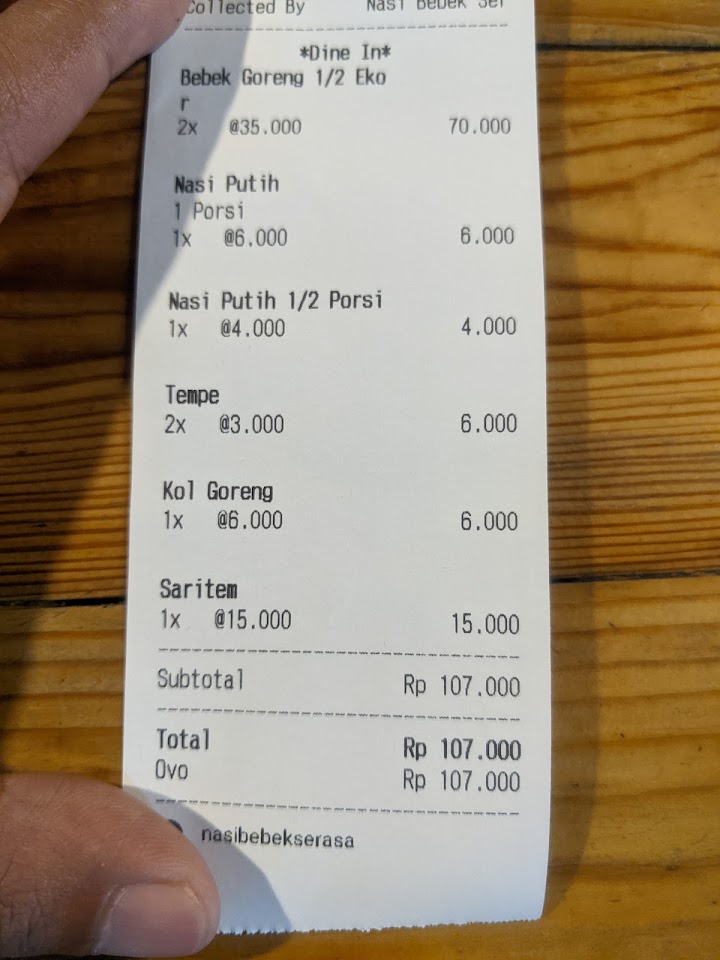 Collected By Nasi Bebek Ser
*Dine In*
Bebek Goreng 1/2 Eko
r
2x @35.000 70.000
Nasi Putih
1 Porsi
1x @6.000 6.000
Nasi Putih 1/2 Porsi
1x @4.000 4.000
Tempe
2x @3.000 6.000
Kol Goreng
1x @6.000 6.000
Saritem
1x @15.000 15.000
Subtotal Rp 107.000
Total Rp 107.000
Ovo Rp 107.000
nasibebekserasa